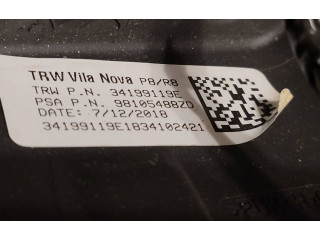 TRW Vila Nova P8/R8
TRW P.N. 34199119E
PSA P.N. 98105488ZD
DATE: 7/12/2018
34199119E1834102421